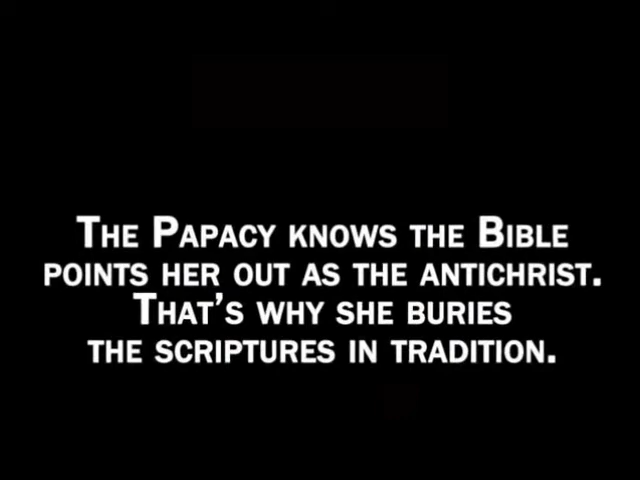 The Papacy knows the Bible
points her out as the antichrist.
That's why she buries
the scriptures in tradition.